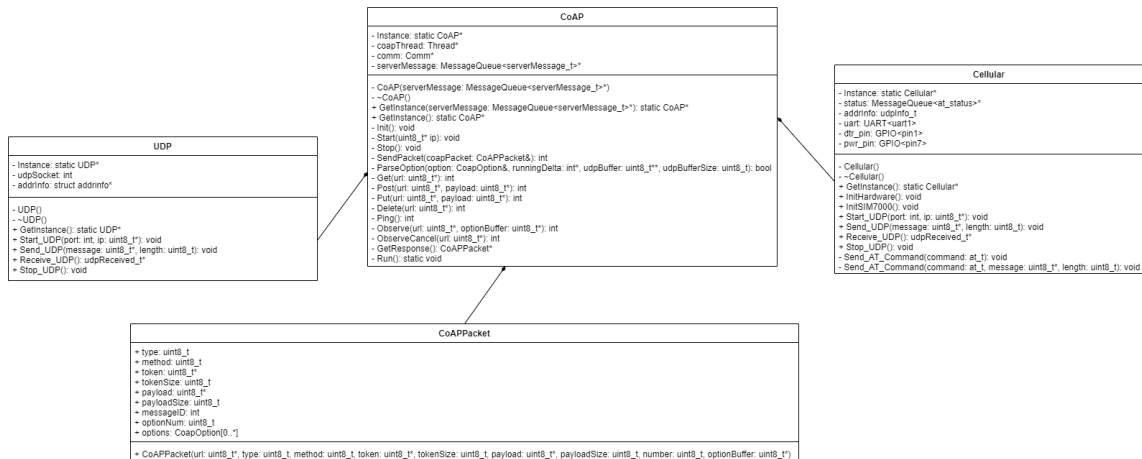 CoAP
- Instance: static CoAP*
- coapThread: Thread*
- comm: Comm*
- serverMessage: MessageQueue<serverMessage_t>*
- CoAP(serverMessage: MessageQueue<serverMessage_t>*)
- ~CoAP()
+ GetInstance(serverMessage: MessageQueue<serverMessage_t>*): static CoAP*
+ GetInstance(): static CoAP*
- Init(): void
- Start(uint8_t* ip): void
- Stop(): void
- SendPacket(coapPacket: CoAPPacket&): int
- ParseOption(option: CoapOption&, runningDelta: int*, udpBuffer: uint8_t**, udpBufferSize: uint8_t): bool
- Get(url: uint8_t*): int
- Post(url: uint8_t*, payload: uint8_t*): int
- Put(url: uint8_t*, payload: uint8_t*): int
- Delete(url: uint8_t*): int
- Ping(): int
- Observe(url: uint8_t*, optionBuffer: uint8_t*): int
- ObserveCancel(url: uint8_t*): int
- GetResponse(): CoAPPacket*
- Run(): static void
UDP
- Instance: static UDP*
- udpSocket: int
- addrInfo: struct addrinfo*
- UDP()
- ~UDP()
+ GetInstance(): static UDP*
+ Start_UDP(port: int, ip: uint8_t*): void
+ Send_UDP(message: uint8_t*, length: uint8_t): void
+ Receive_UDP(): udpReceived_t*
+ Stop_UDP(): void
Cellular
- Instance: static Cellular*
- status: MessageQueue<at_status>*
- addrInfo: udpInfo_t
- uart: UART<uart1>
- dtr_pin: GPIO<pin1>
- pwr_pin: GPIO<pin7>
- Cellular()
- ~Cellular()
+ GetInstance(): static Cellular*
+ InitHardware(): void
+ InitSIM7000(): void
+ Start_UDP(port: int, ip: uint8_t*): void
+ Send_UDP(message: uint8_t*, length: uint8_t): void
+ Receive_UDP(): udpReceived_t*
+ Stop_UDP(): void
- Send_AT_Command(command: at_t): void
- Send_AT_Command(command: at_t, message: uint8_t*, length: uint8_t): void
CoAPPacket
+ type: uint8_t
+ method: uint8_t
+ token: uint8_t*
+ tokenSize: uint8_t
+ payload: uint8_t*
+ payloadSize: uint8_t
+ messageID: int
+ optionNum: uint8_t
+ options: CoapOption[0..*]
+ CoAPPacket(url: uint8_t*, type: uint8_t, method: uint8_t, token: uint8_t*, tokenSize: uint8_t, payload: uint8_t*, payloadSize: uint8_t, number: uint8_t, optionBuffer: uint8_t*)